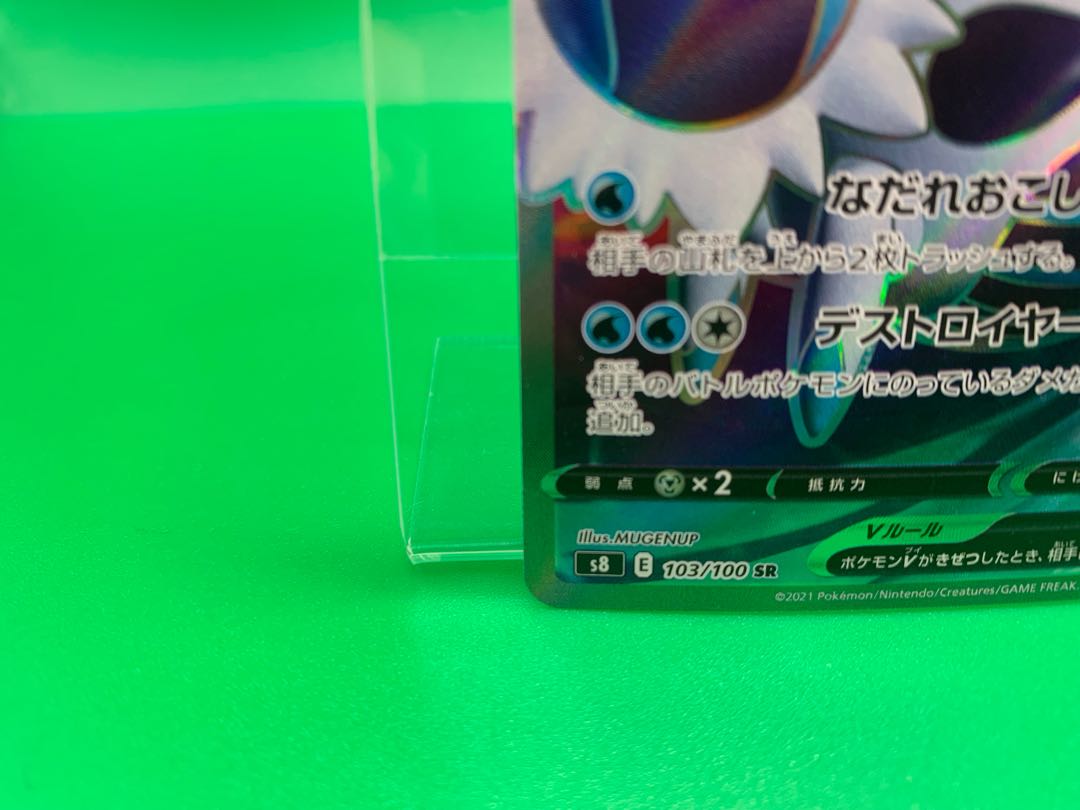 なだれおこし
相手の山札を上から2枚トラッシュする。
デストロイヤー
相手のバトルポケモンにのっているダメ
追加。
弱点 ×2 抵抗力 には
Illus.MUGENUP
Vルール
S8 E 103/100 SR
ポケモンVがきぜつしたとき、相手
©2021 Pokémon/Nintendo/Creatures/GAME FREAK.